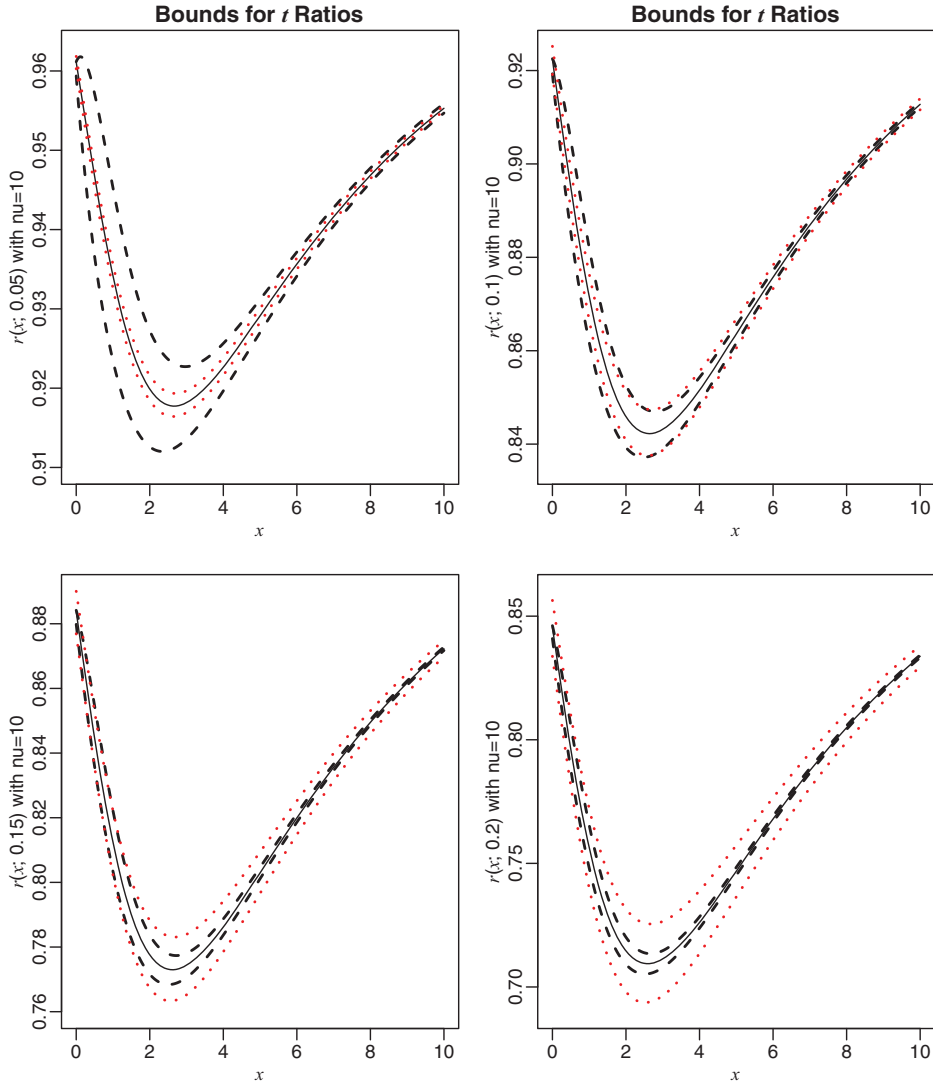 Bounds for t Ratios
r(x; 0.05) with nu=10
0.96
0.95
0.94
0.93
0.92
0.91
0 2 4 6 8 10
x
Bounds for t Ratios
r(x; 0.1) with nu=10
0.92
0.90
0.88
0.86
0.84
0 2 4 6 8 10
x
r(x; 0.15) with nu=10
0.88
0.86
0.84
0.82
0.80
0.78
0.76
0 2 4 6 8 10
x
r(x; 0.2) with nu=10
0.85
0.80
0.75
0.70
0 2 4 6 8 10
x